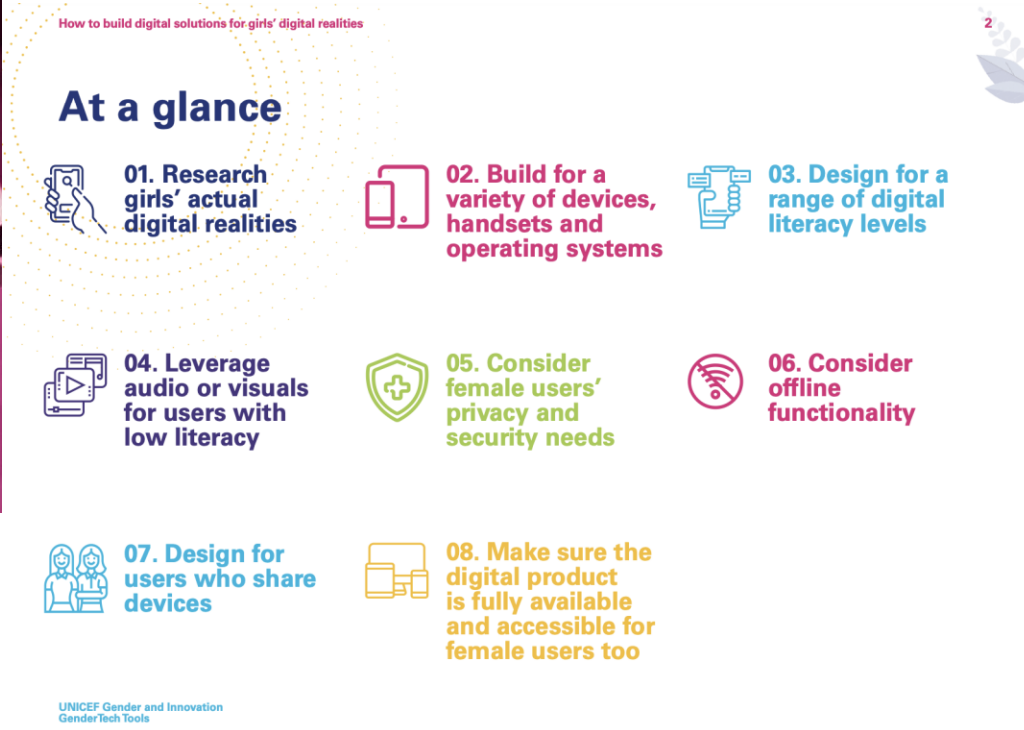 How to build digital solutions for girls’ digital realities
2
At a glance
01. Research
girls’ actual
digital realities
02. Build for a
variety of devices,
handsets and
operating systems
03. Design for a
range of digital
literacy levels
04. Leverage
audio or visuals
for users with
low literacy
05. Consider
female users’
privacy and
security needs
06. Consider
offline
functionality
07. Design for
users who share
devices
08. Make sure the
digital product
is fully available
and accessible for
female users too
UNICEF Gender and Innovation
GenderTech Tools